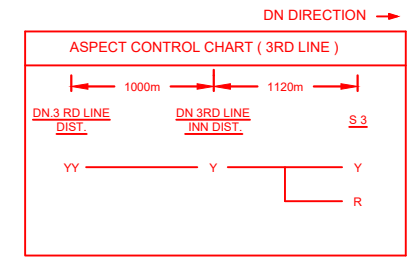 DN DIRECTION
ASPECT CONTROL CHART ( 3RD LINE )
1000m 1120m
DN.3 RD LINE DN 3RD LINE S 3
DIST. INN DIST.
YY Y Y
R